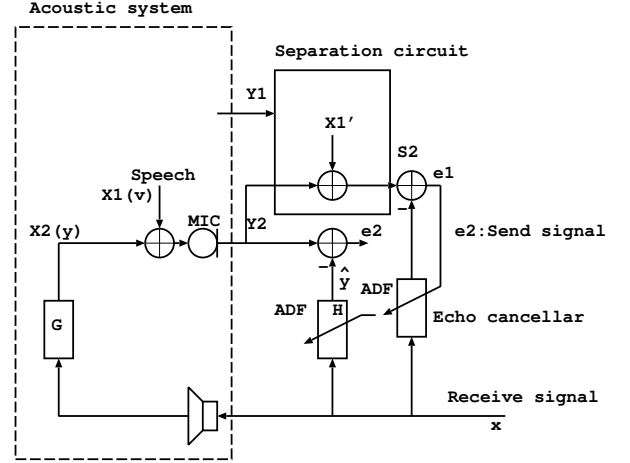 Acoustic system
Separation circuit
Y1
X1'
S2
e1
Speech
X1(v)
MIC
X2(y)
Y2
e2
e2:Send signal
ŷ
ADF
ADF
H
G
Echo cancellar
Receive signal
x